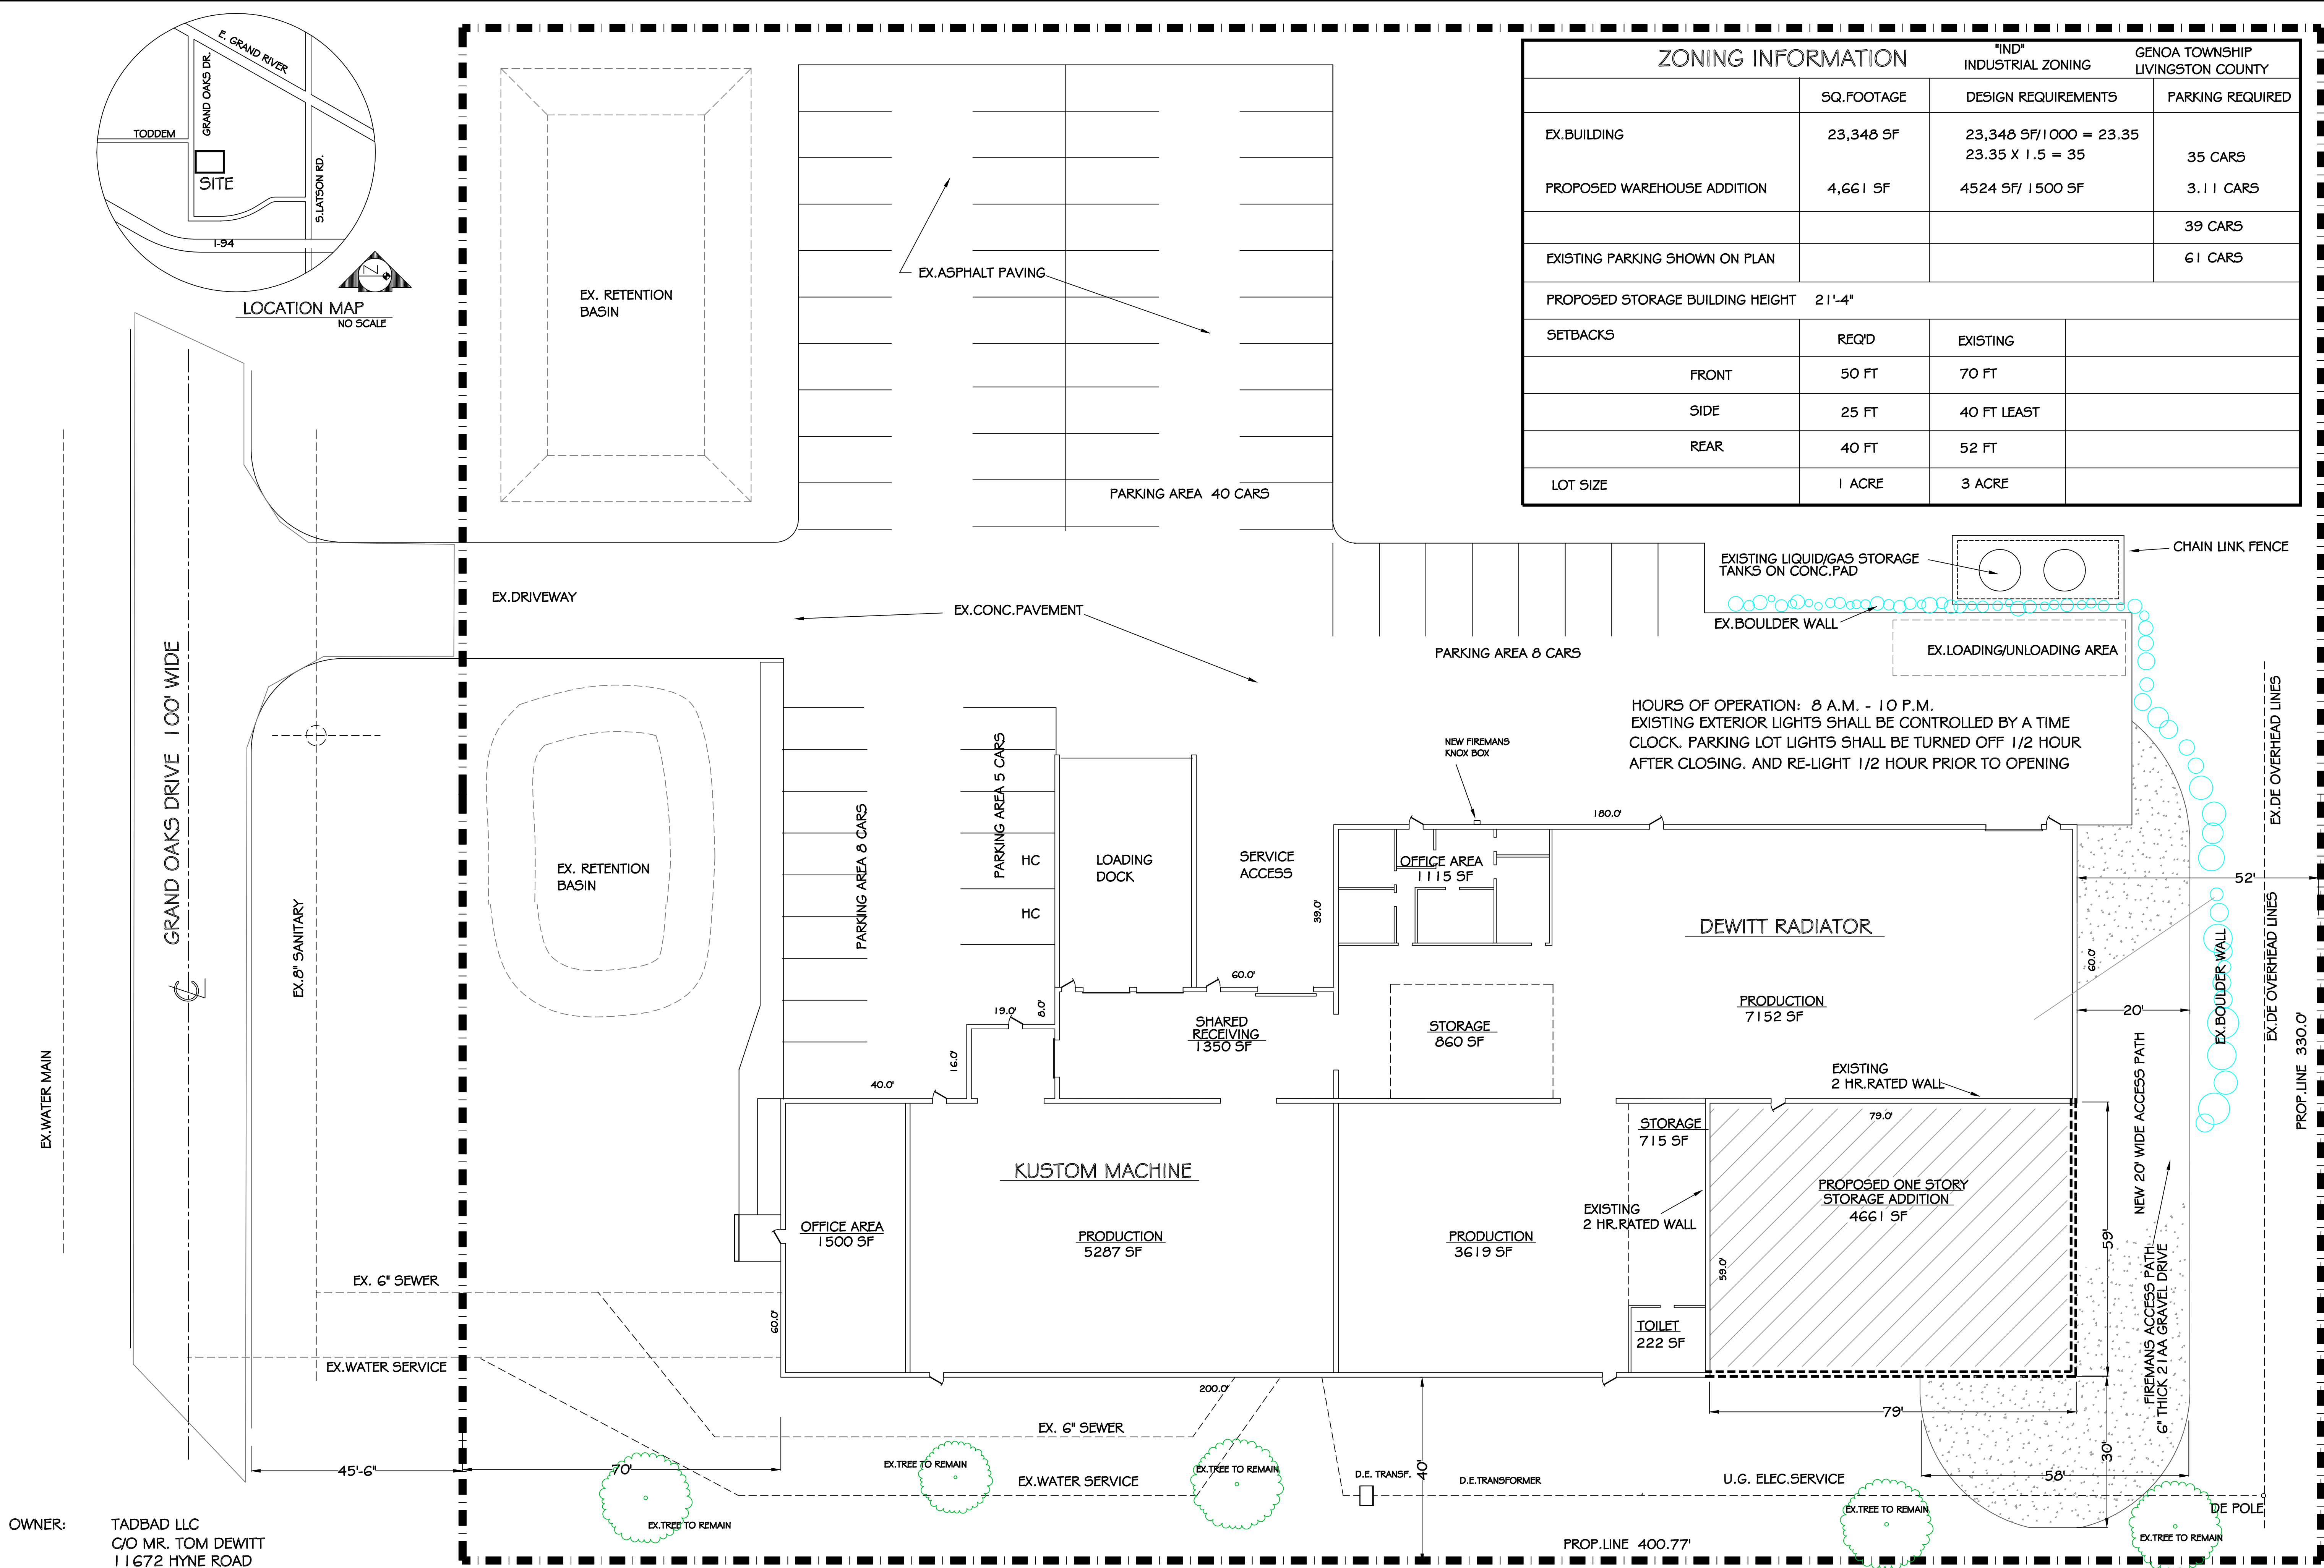 E. GRAND RIVER
GRAND OAKS DR.
TODDEM
SITE
S.LATSON RD.
I-94
Z
LOCATION MAP
NO SCALE
ZONING INFORMATION
"IND"
INDUSTRIAL ZONING
GENOA TOWNSHIP
LIVINGSTON COUNTY
SQ.FOOTAGE DESIGN REQUIREMENTS PARKING REQUIRED
EX.BUILDING 23,348 SF 23,348 SF/1000 = 23.35
23.35 X 1.5 = 35 35 CARS
PROPOSED WAREHOUSE ADDITION 4,661 SF 4524 SF/ 1500 SF 3.11 CARS
39 CARS
EXISTING PARKING SHOWN ON PLAN 61 CARS
PROPOSED STORAGE BUILDING HEIGHT 21'-4"
SETBACKS REQ'D EXISTING
FRONT 50 FT 70 FT
SIDE 25 FT 40 FT LEAST
REAR 40 FT 52 FT
LOT SIZE 1 ACRE 3 ACRE
EX. RETENTION
BASIN
EX.ASPHALT PAVING
PARKING AREA 40 CARS
EX.DRIVEWAY
EX.CONC.PAVEMENT
PARKING AREA 8 CARS
EXISTING LIQUID/GAS STORAGE
TANKS ON CONC.PAD
CHAIN LINK FENCE
EX.BOULDER WALL
EX.LOADING/UNLOADING AREA
HOURS OF OPERATION: 8 A.M. - 10 P.M.
EXISTING EXTERIOR LIGHTS SHALL BE CONTROLLED BY A TIME
CLOCK. PARKING LOT LIGHTS SHALL BE TURNED OFF 1/2 HOUR
AFTER CLOSING. AND RE-LIGHT 1/2 HOUR PRIOR TO OPENING
NEW FIREMANS
KNOX BOX
GRAND OAKS DRIVE 100' WIDE
EX.8" SANITARY
EX.WATER MAIN
EX. RETENTION
BASIN
PARKING AREA 8 CARS
PARKING AREA 5 CARS
HC
HC
LOADING
DOCK
SERVICE
ACCESS
39.0'
180.0'
OFFICE AREA
1115 SF
DEWITT RADIATOR
PRODUCTION
7152 SF
60.0'
60.0'
19.0'
8.0'
16.0'
40.0'
SHARED
RECEIVING
1350 SF
STORAGE
860 SF
EXISTING
2 HR.RATED WALL
52'
20'
EX.BOULDER WALL
EX.DE OVERHEAD LINES
EX.DE OVERHEAD LINES
PROP.LINE 330.0'
NEW 20' WIDE ACCESS PATH
FIREMANS ACCESS PATH
6" THICK 21AA GRAVEL DRIVE
KUSTOM MACHINE
OFFICE AREA
1500 SF
PRODUCTION
5287 SF
PRODUCTION
3619 SF
STORAGE
715 SF
EXISTING
2 HR.RATED WALL
TOILET
222 SF
79.0'
PROPOSED ONE STORY
STORAGE ADDITION
4661 SF
59.0'
59'
60.0'
EX. 6" SEWER
EX.WATER SERVICE
200.0'
EX. 6" SEWER
EX.WATER SERVICE
45'-6"
70'
40'
79'
58'
30'
EX.TREE TO REMAIN
EX.TREE TO REMAIN
EX.TREE TO REMAIN
D.E. TRANSF.
D.E.TRANSFORMER
U.G. ELEC.SERVICE
EX.TREE TO REMAIN
EX.TREE TO REMAIN
DE POLE
PROP.LINE 400.77'
OWNER: TADBAD LLC
C/O MR. TOM DEWITT
11672 HYNE ROAD